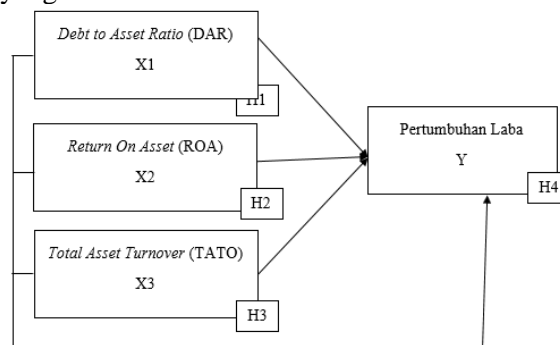 Debt to Asset Ratio (DAR)
X1
H1
Return On Asset (ROA)
X2
H2
Total Asset Turnover (TATO)
X3
H3
Pertumbuhan Laba
Y
H4